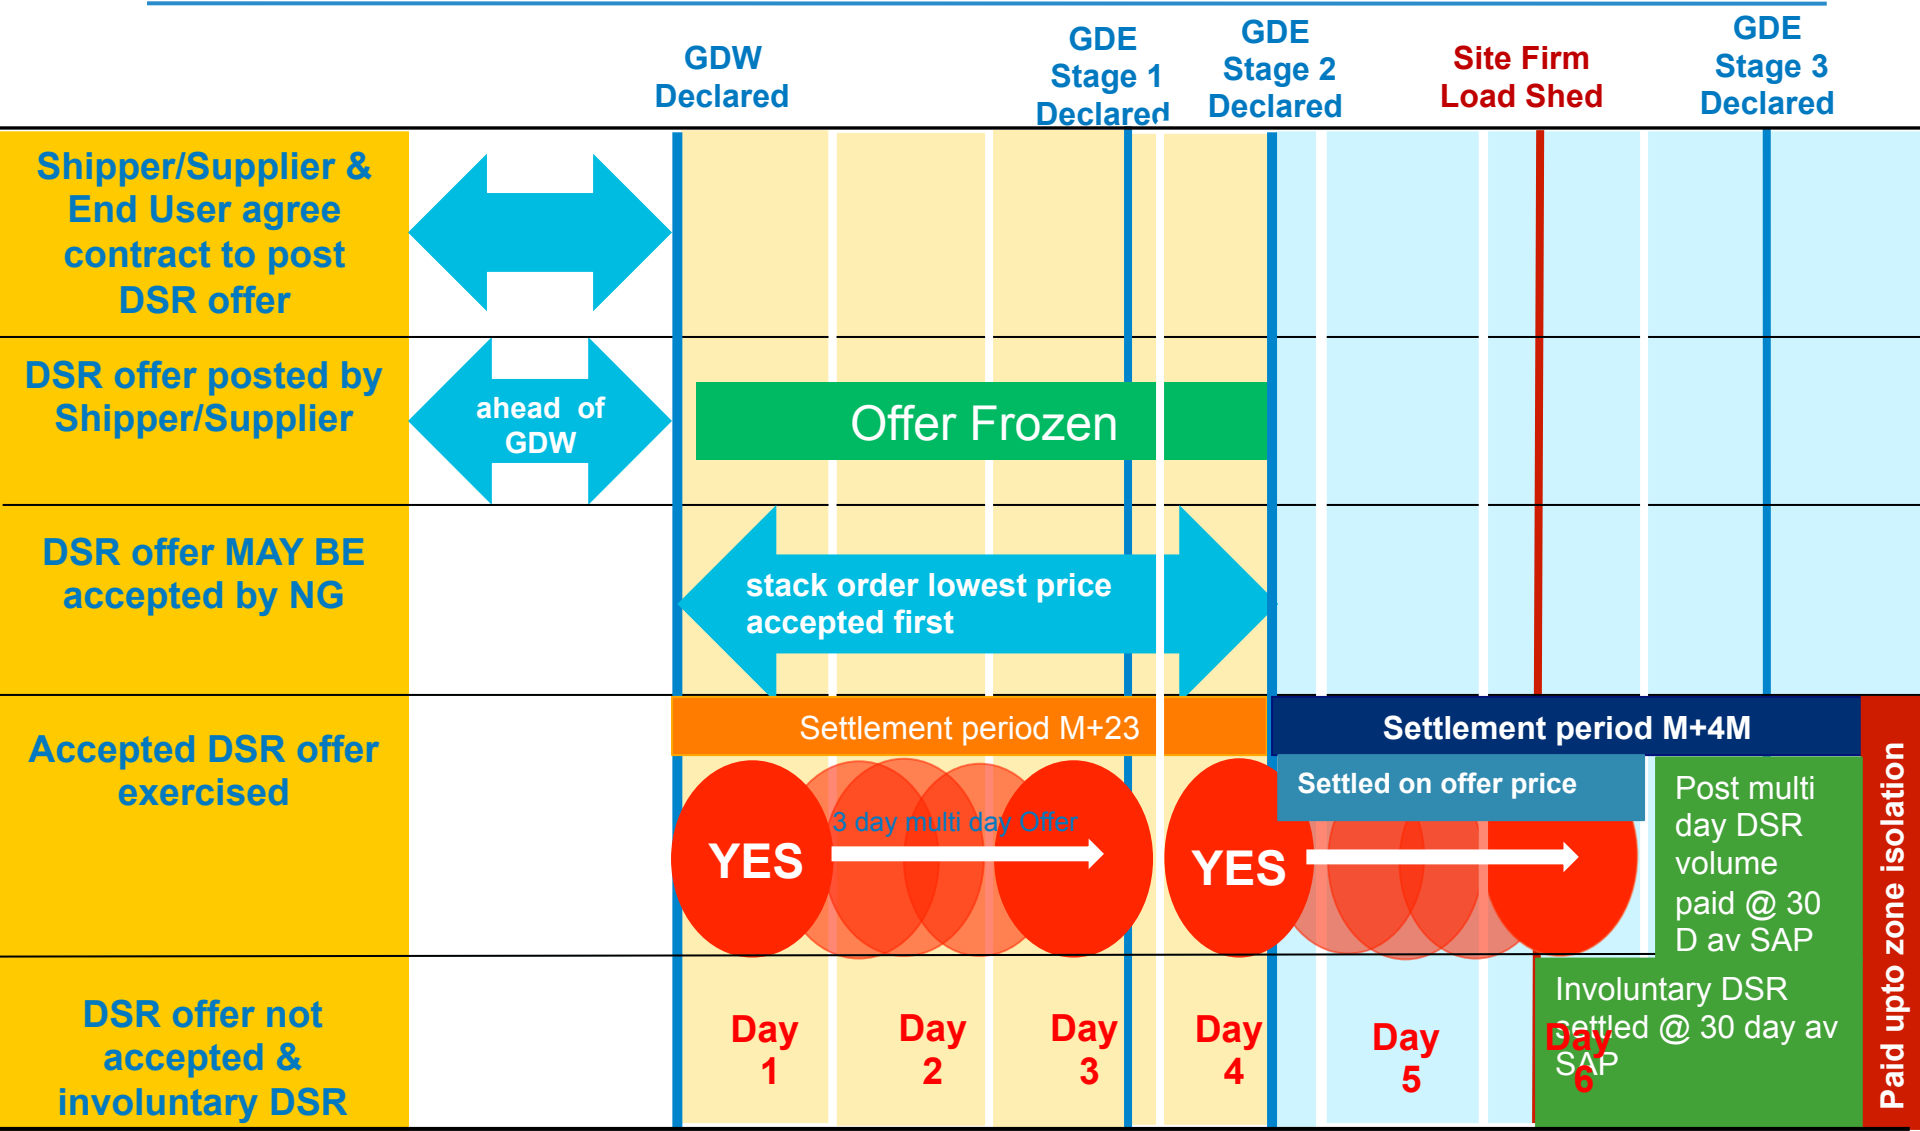 GDW
Declared
GDE
Stage 1
Declared
GDE
Stage 2
Declared
Site Firm
Load Shed
GDE
Stage 3
Declared
Shipper/Supplier &
End User agree
contract to post
DSR offer
DSR offer posted by
Shipper/Supplier
ahead of
GDW
Offer Frozen
DSR offer MAY BE
accepted by NG
stack order lowest price
accepted first
Accepted DSR offer
exercised
Settlement period M+23
Settlement period M+4M
Settled on offer price
YES
3 day multi day Offer
YES
Post multi
day DSR
volume
paid @ 30
D av SAP
Paid upto zone isolation
DSR offer not
accepted &
involuntary DSR
Day
1
Day
2
Day
3
Day
4
Day
5
Day
6
Involuntary DSR
settled @ 30 day av
SAP